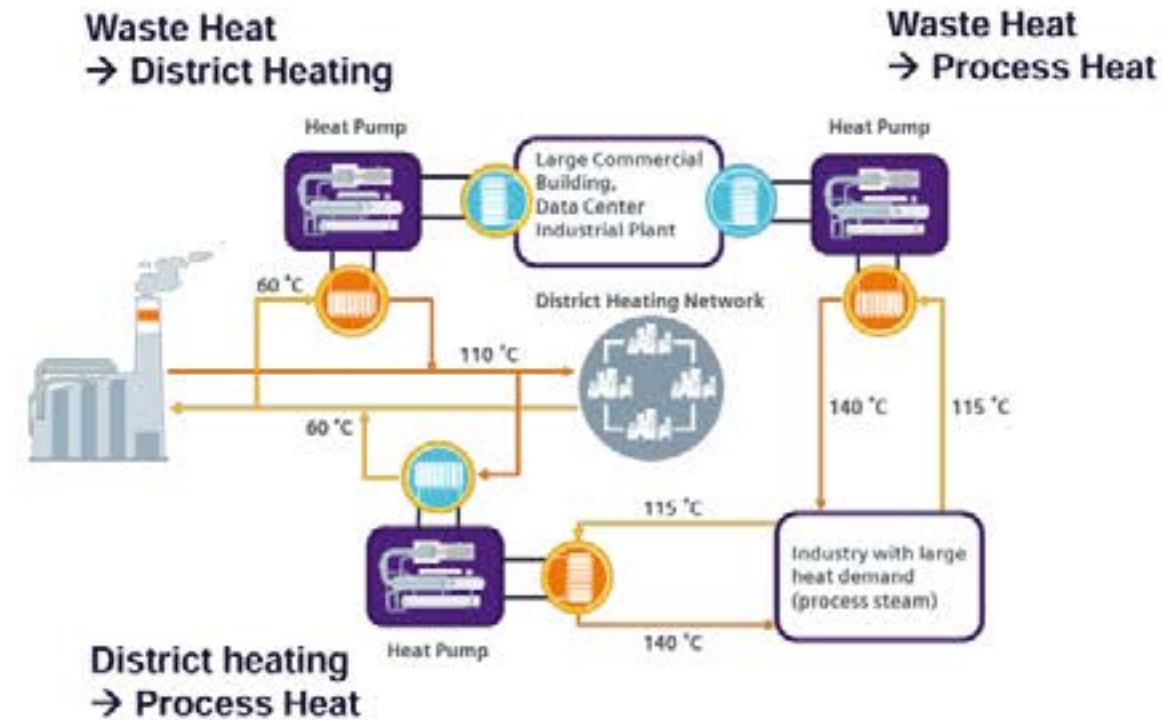 Waste Heat
→ District Heating
Waste Heat
→ Process Heat
Heat Pump
Heat Pump
Large Commercial
Building,
Data Center
Industrial Plant
60 °C
District Heating Network
110 °C
60 °C
140 °C
115 °C
115 °C
Industry with large
heat demand
(process steam)
140 °C
Heat Pump
District heating
→ Process Heat